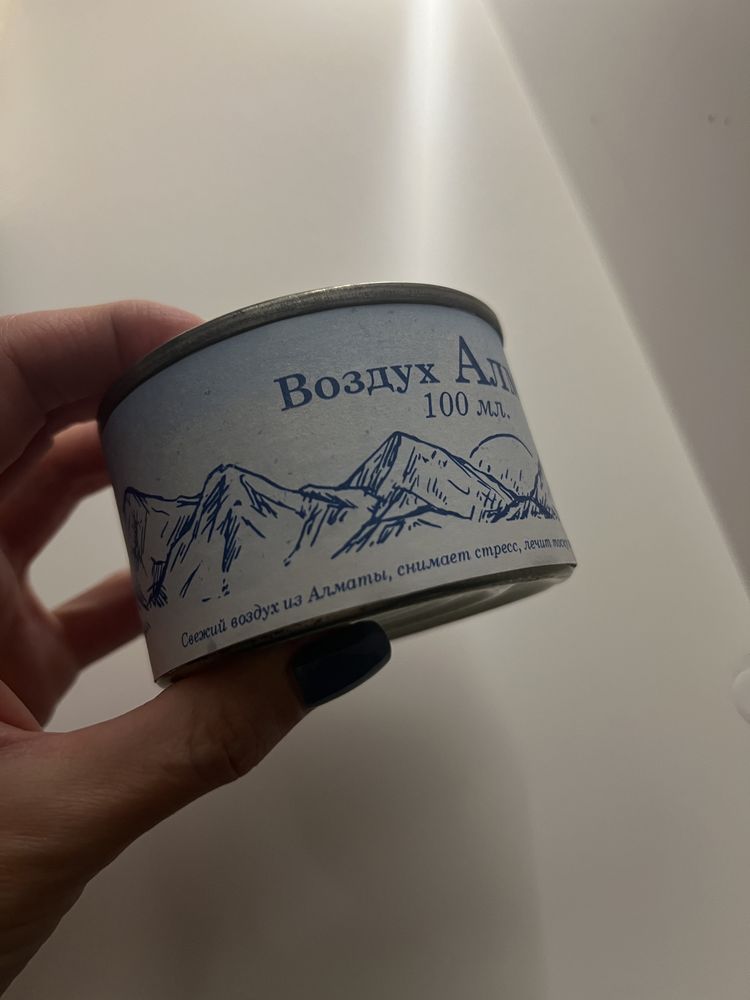 Воздух Ал
100 мл.
Свежий воздух из Алматы, снимает стресс, лечит